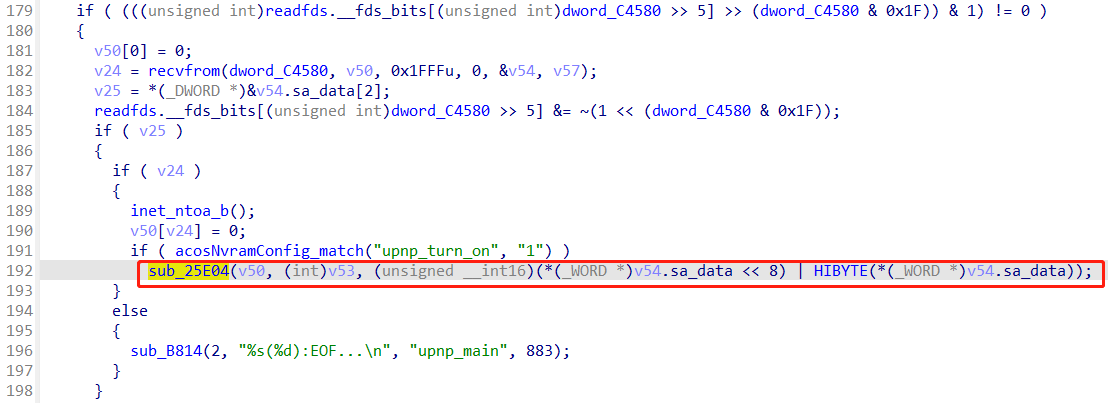 179 if ( (((unsigned int)readfds.__fds_bits[(unsigned int)dword_C4580 >> 5] >> (dword_C4580 & 0x1F)) & 1) != 0 )
180 {
181 v50[0] = 0;
182 v24 = recvfrom(dword_C4580, v50, 0x1FFFu, 0, &v54, v57);
183 v25 = *(_DWORD *)&v54.sa_data[2];
184 readfds.__fds_bits[(unsigned int)dword_C4580 >> 5] &= ~(1 << (dword_C4580 & 0x1F));
185 if ( v25 )
186 {
187 if ( v24 )
188 {
189 inet_ntoa_b();
190 v50[v24] = 0;
191 if ( acosNvramConfig_match("upnp_turn_on", "1") )
192 sub_25E04(v50, (int)v53, (unsigned __int16)(*(_WORD *)v54.sa_data << 8) | HIBYTE(*(_WORD *)v54.sa_data));
193 }
194 else
195 {
196 sub_B814(2, "%s(%d):EOF...\n", "upnp_main", 883);
197 }
198 }